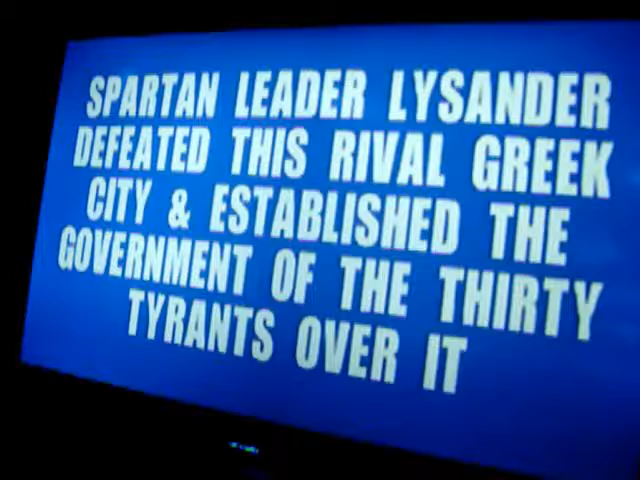 SPARTAN LEADER LYSANDER
DEFEATED THIS RIVAL GREEK
CITY & ESTABLISHED THE
GOVERNMENT OF THE THIRTY
TYRANTS OVER IT